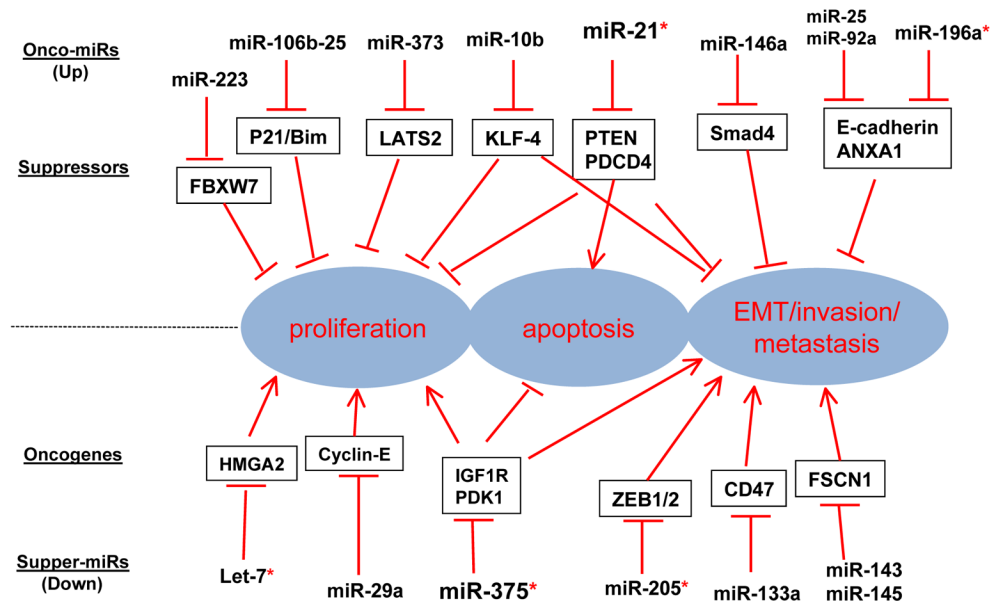 Onco-miRs
(Up)
miR-223
miR-106b-25
miR-373
miR-10b
miR-21*
miR-146a
miR-25
miR-92a
miR-196a*
Suppressors
FBXW7
P21/Bim
LATS2
KLF-4
PTEN
PDCD4
Smad4
E-cadherin
ANXA1
proliferation
apoptosis
EMT/invasion/
metastasis
Oncogenes
HMGA2
Cyclin-E
IGF1R
PDK1
ZEB1/2
CD47
FSCN1
Supper-miRs
(Down)
Let-7*
miR-29a
miR-375*
miR-205*
miR-133a
miR-143
miR-145